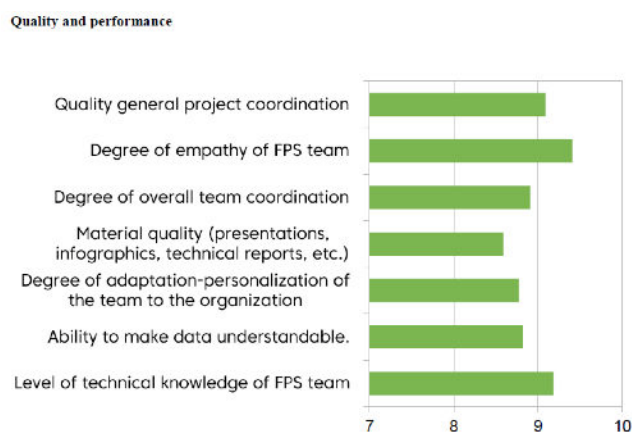 Quality and performance
Quality general project coordination
Degree of empathy of FPS team
Degree of overall team coordination
Material quality (presentations,
infographics, technical reports, etc.)
Degree of adaptation-personalization of
the team to the organization
Ability to make data understandable.
Level of technical knowledge of FPS team
7 8 9 10